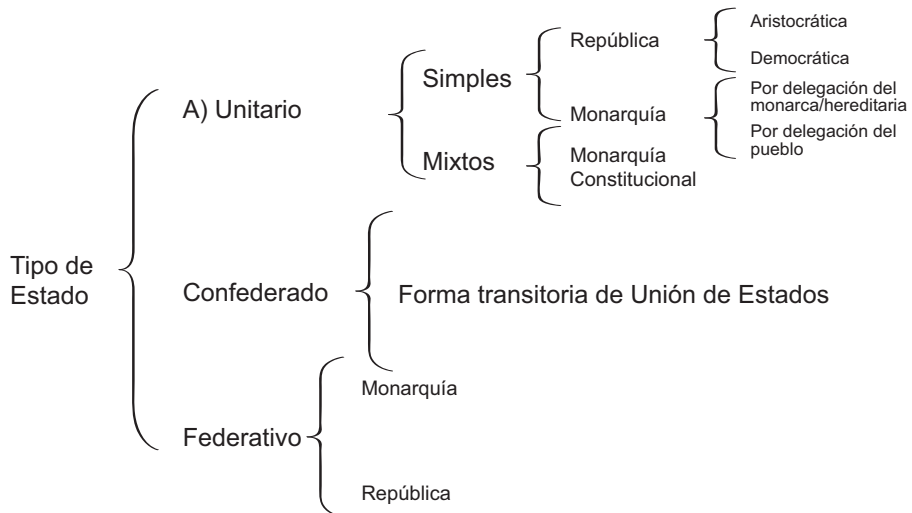 Tipo de
Estado
A) Unitario
Simples
República
Aristocrática
Democrática
Monarquía
Por delegación del
monarca/hereditaria
Por delegación del
pueblo
Mixtos
Monarquía
Constitucional
Confederado
Forma transitoria de Unión de Estados
Federativo
Monarquía
República